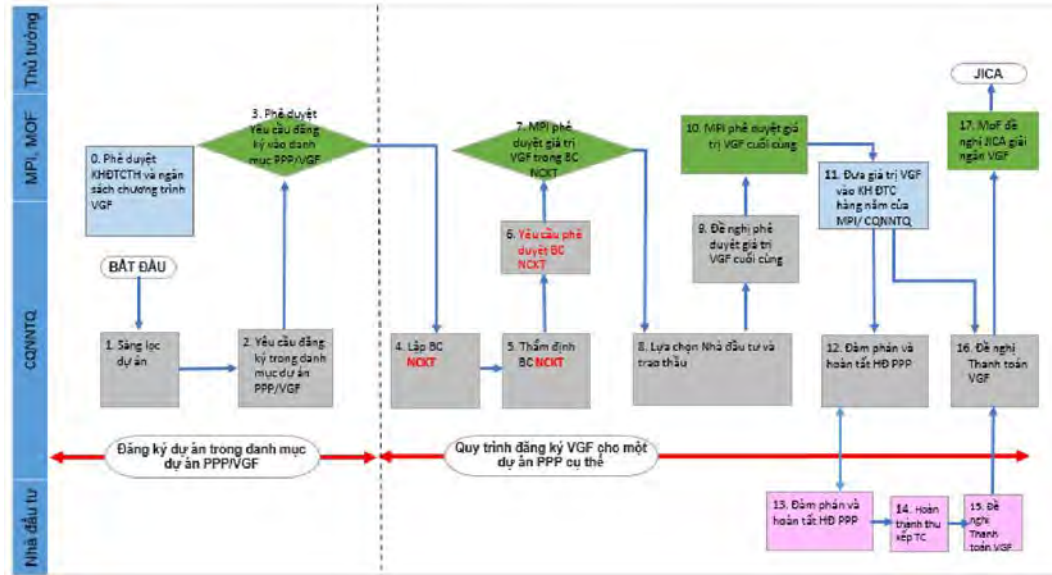 Thủ tướng
MPI, MOF
CQNNTQ
Nhà đầu tư
0. Phê duyệt
KHĐTCTH và ngân
sách chương trình
VGF
BẮT ĐẦU
1. Sàng lọc
dự án
2. Yêu cầu đăng
ký trong danh
mục dự án
PPP/VGF
3. Phê duyệt
Yêu cầu đăng
ký vào danh
mục PPP/VGF
4. Lập BC
NCKT
5. Thẩm định
BC NCKT
6. Yêu cầu phê
duyệt BC
NCKT
7. MPI phê
duyệt giá trị
VGF trong BC
NCKT
8. Lựa chọn Nhà đầu tư và
trao thầu
9. Đề nghị phê
duyệt giá trị
VGF cuối cùng
10. MPI phê duyệt giá
trị VGF cuối cùng
11. Đưa giá trị VGF
vào KH ĐTC
hàng năm của
MPI/ CQNNTQ
12. Đàm phán và
hoàn tất HĐ PPP
13. Đàm phán và
hoàn tất HĐ PPP
14. Hoàn
thành thu
xếp TC
15. Đề
nghị
Thanh
toán VGF
16. Đề nghị
Thanh toán
VGF
17. MoF đề
nghị JICA giải
ngân VGF
JICA
Đăng ký dự án trong danh mục
dự án PPP/VGF
Quy trình đăng ký VGF cho một
dự án PPP cụ thể